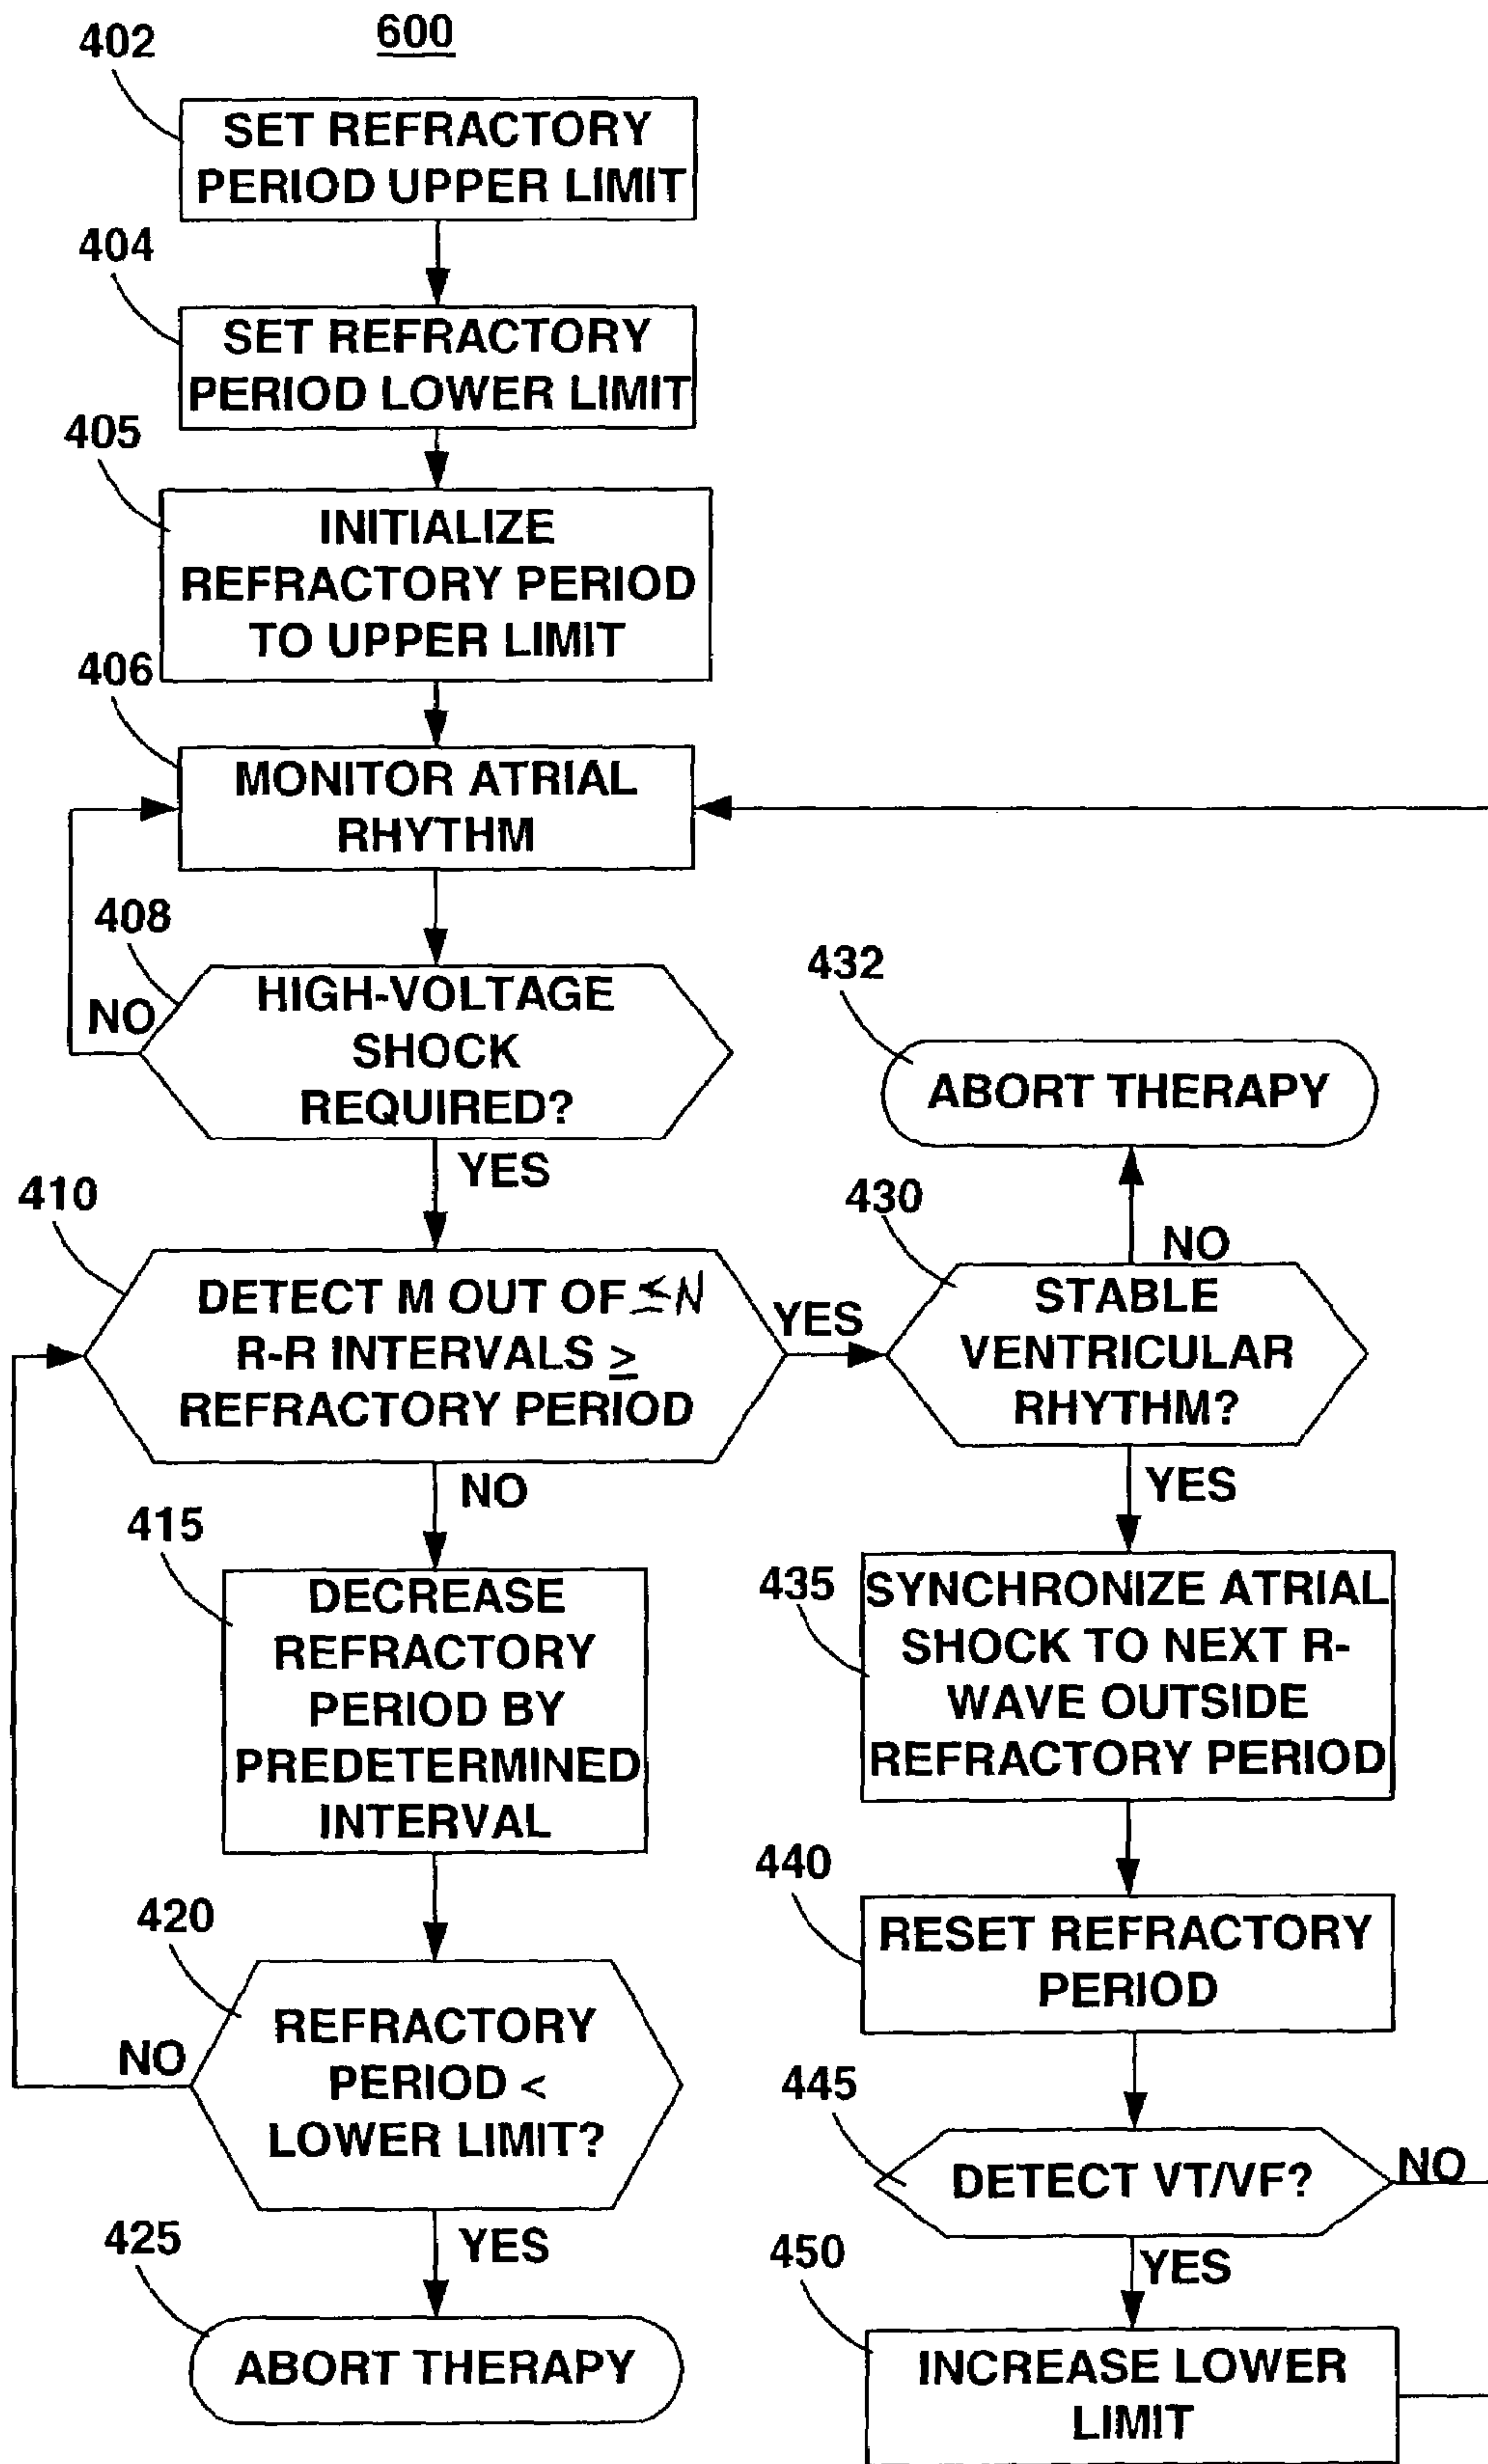 600
402
SET REFRACTORY
PERIOD UPPER LIMIT
404
SET REFRACTORY
PERIOD LOWER LIMIT
405
INITIALIZE
REFRACTORY PERIOD
TO UPPER LIMIT
406
MONITOR ATRIAL
RHYTHM
408
HIGH-VOLTAGE
SHOCK
REQUIRED?
NO
YES
410
DETECT M OUT OF ≤N
R-R INTERVALS ≥
REFRACTORY PERIOD
YES
NO
415
DECREASE
REFRACTORY
PERIOD BY
PREDETERMINED
INTERVAL
420
REFRACTORY
PERIOD <
LOWER LIMIT?
NO
YES
425
ABORT THERAPY
432
ABORT THERAPY
430
NO
STABLE
VENTRICULAR
RHYTHM?
YES
435
SYNCHRONIZE ATRIAL
SHOCK TO NEXT R-
WAVE OUTSIDE
REFRACTORY PERIOD
440
RESET REFRACTORY
PERIOD
445
DETECT VT/VF?
NO
YES
450
INCREASE LOWER
LIMIT